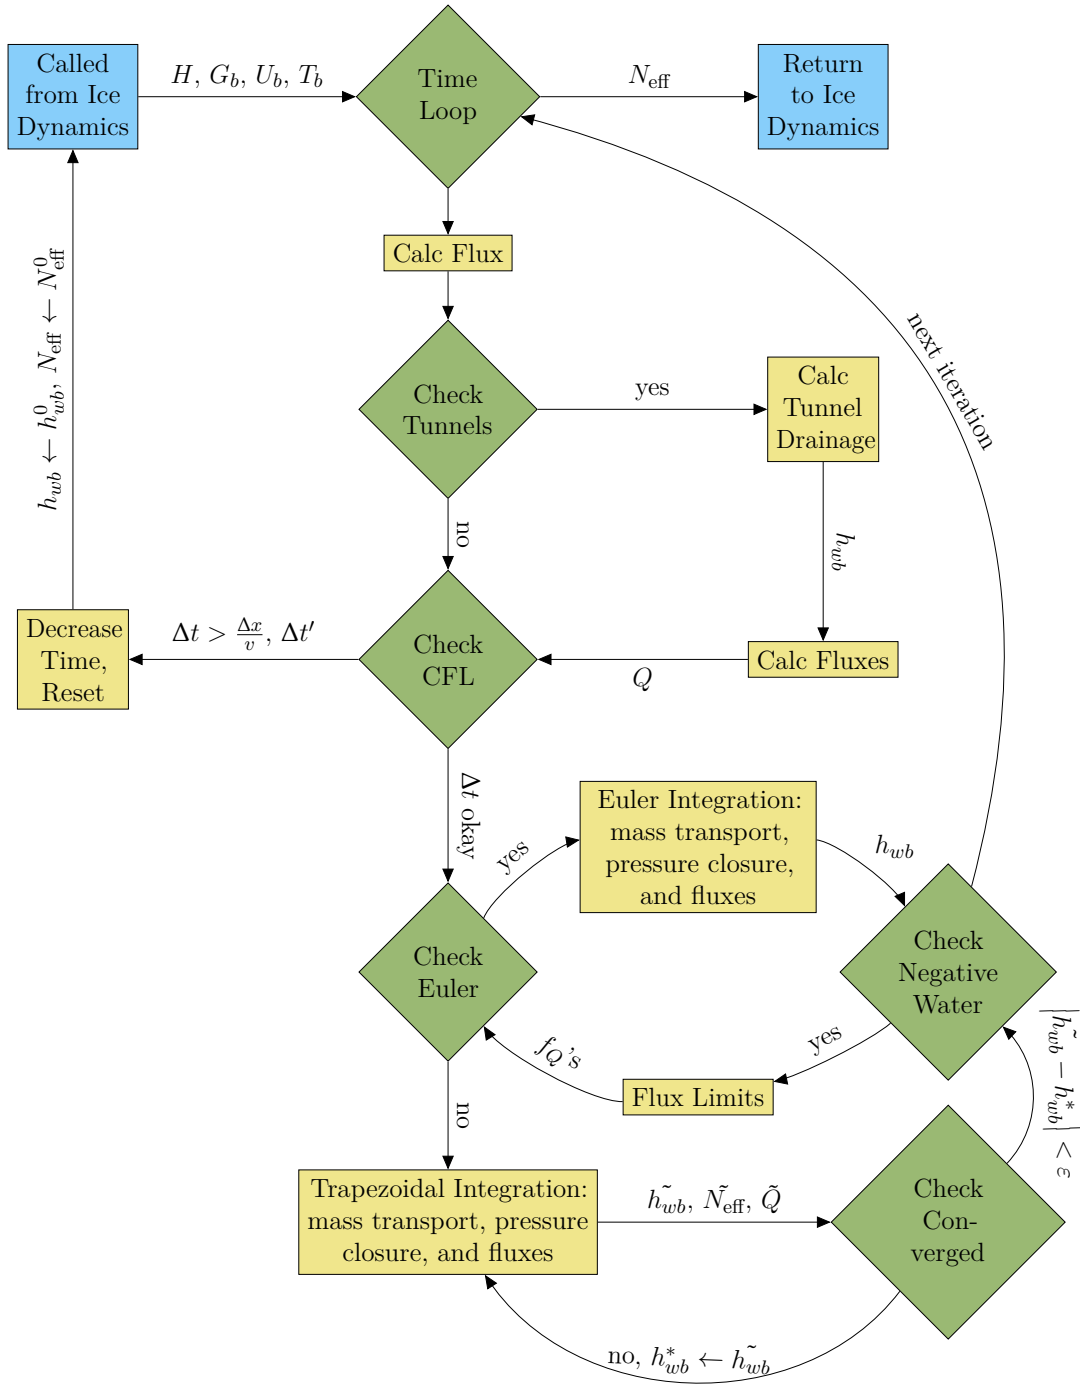 Called
from Ice
Dynamics
H, G_b, U_b, T_b
Time
Loop
N_eff
Return
to Ice
Dynamics
Calc Flux
h_wb ← h^0_wb, N_eff ← N^0_eff
next iteration
Check
Tunnels
yes
Calc
Tunnel
Drainage
no
h_wb
Decrease
Time,
Reset
Δt > Δx/v, Δt′
Check
CFL
Q
Calc Fluxes
Δt okay
yes
Euler Integration:
mass transport,
pressure closure,
and fluxes
h_wb
Check
Euler
Check
Negative
Water
yes
f_Q's
Flux Limits
no
|h̃_wb − h*_wb| < ε
Trapezoidal Integration:
mass transport, pressure
closure, and fluxes
h̃_wb, Ñ_eff, Q̃
Check
Con-
verged
no, h*_wb ← h̃_wb